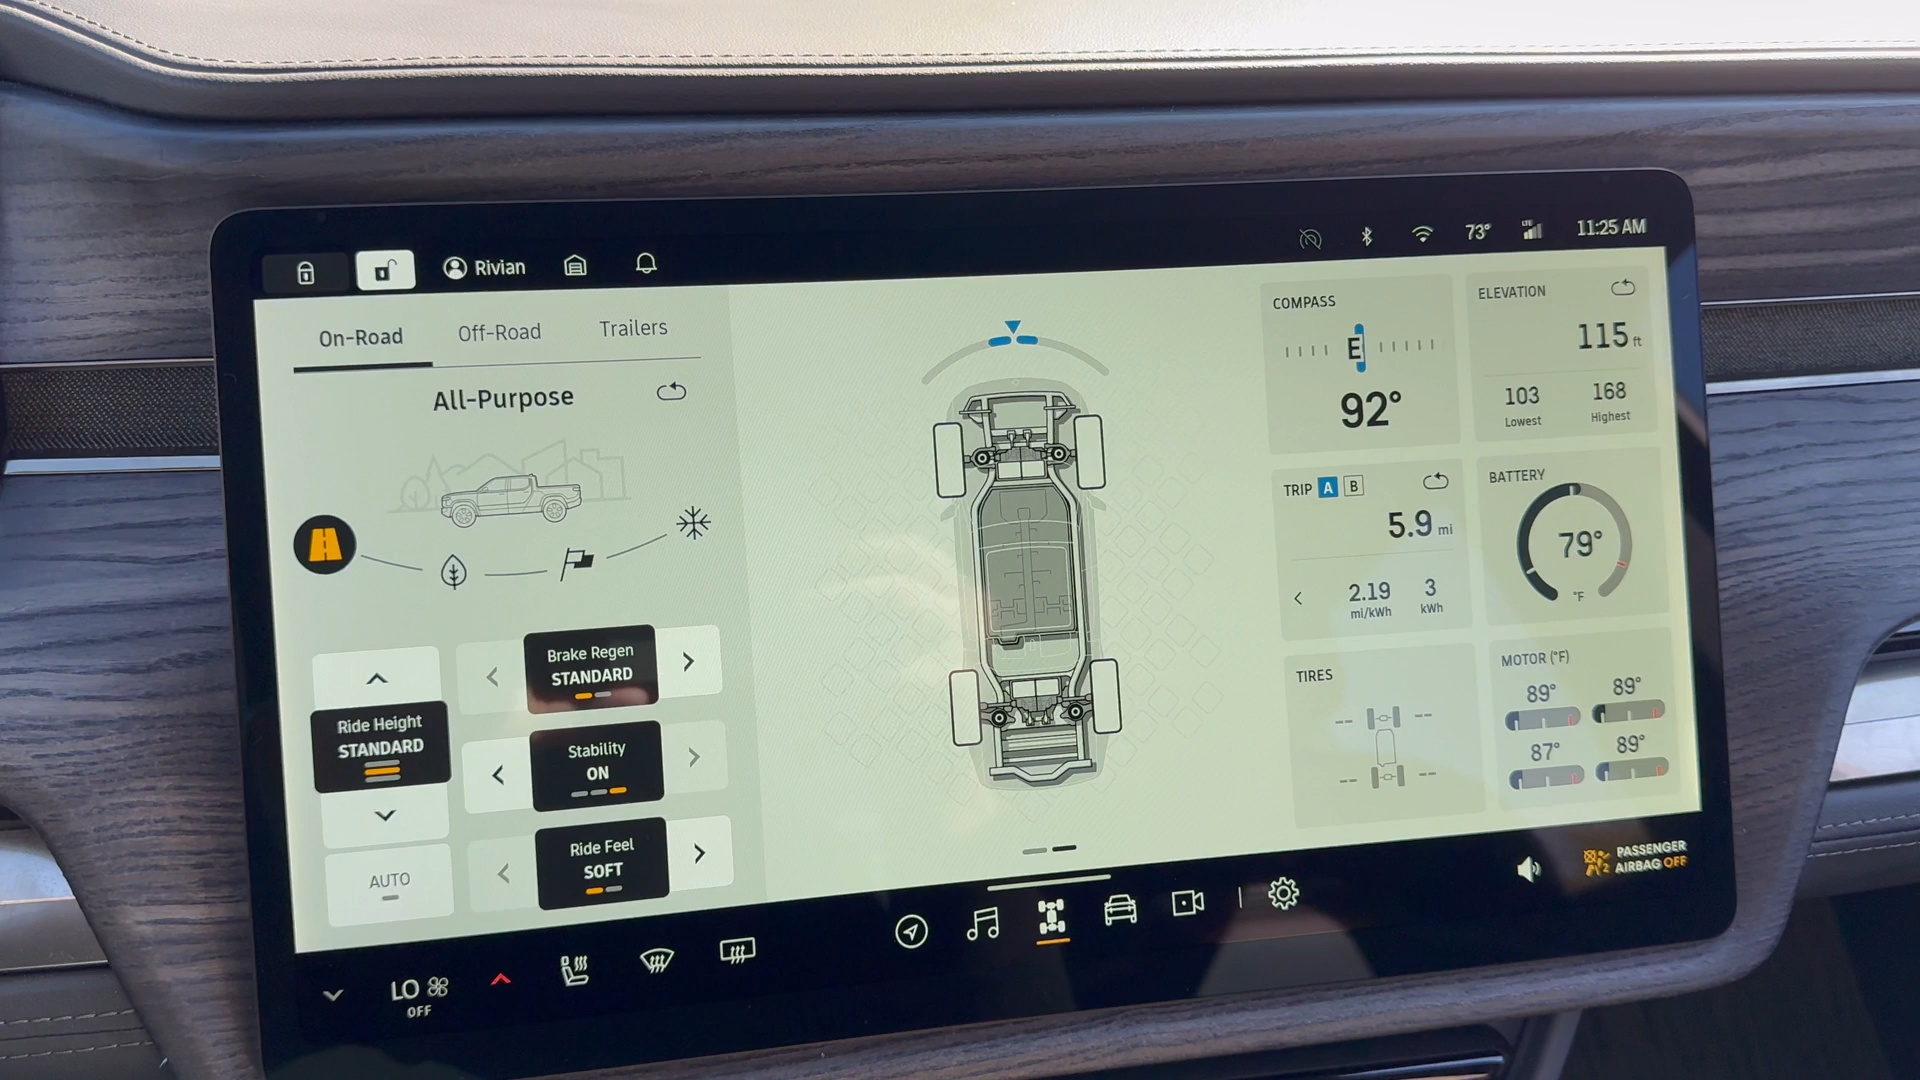 Rivian
73°
LTE
11:25 AM
On-Road
Off-Road
Trailers
All-Purpose
Ride Height
STANDARD
AUTO
Brake Regen
STANDARD
Stability
ON
Ride Feel
SOFT
COMPASS
E
92°
ELEVATION
115 ft
103 168
Lowest Highest
TRIP A B
5.9 mi
2.19 3
mi/kWh kWh
BATTERY
79°
°F
TIRES
-- --
-- --
MOTOR (°F)
89° 89°
87° 89°
LO
OFF
PASSENGER
AIRBAG OFF